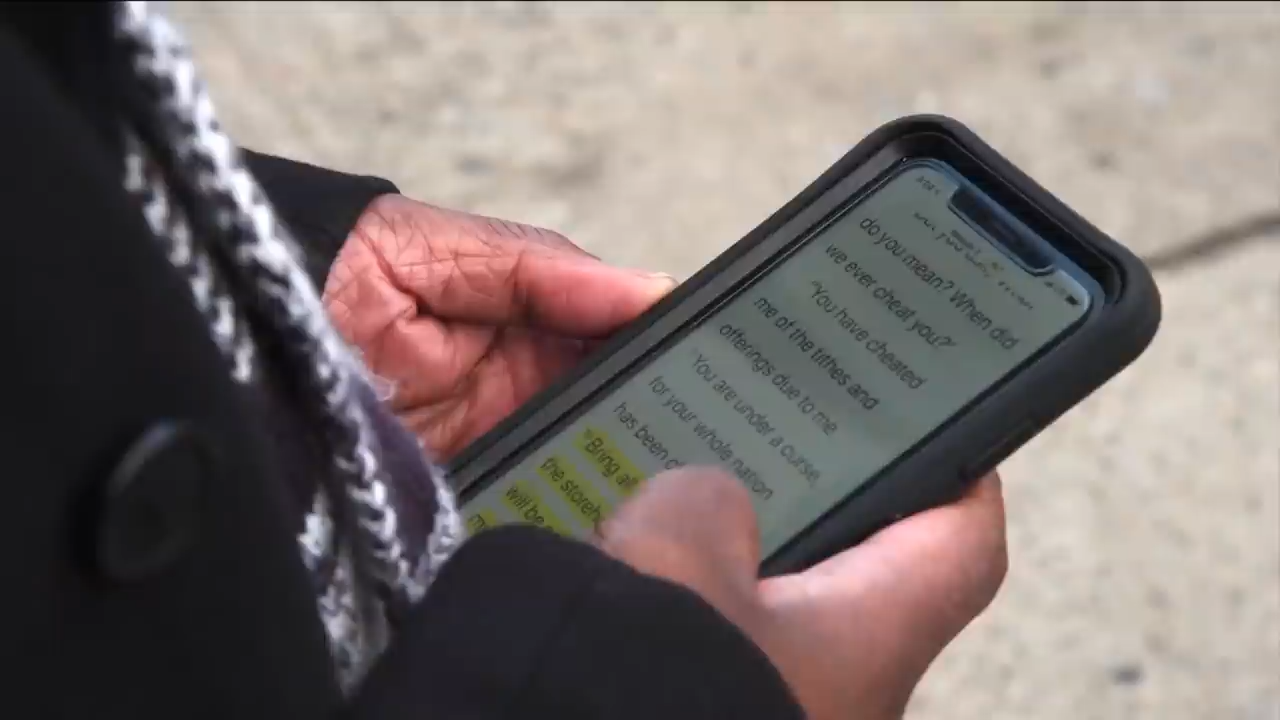 do you mean? When did
we ever cheat you?'
"You have cheated
me of the tithes and
offerings due to me.
'You are under a curse,
for your whole nation
has been
"Bring all
the storeh
will be